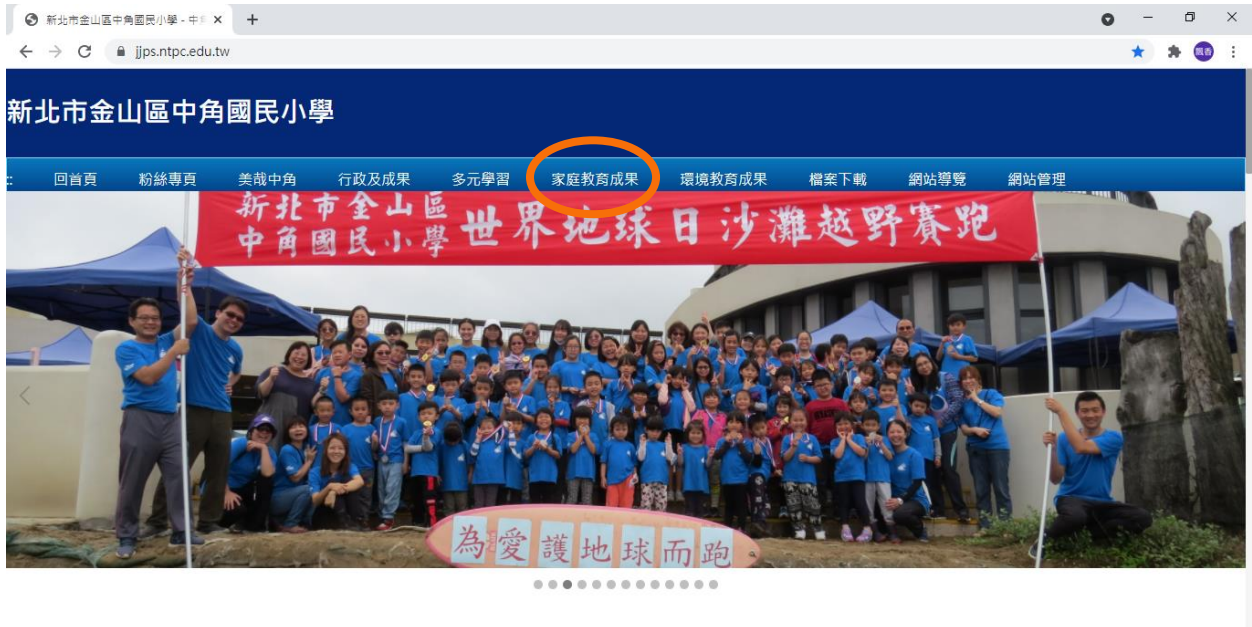 新北市金山區中角國民小學 - 中
jjps.ntpc.edu.tw
新北市金山區中角國民小學
回首頁 粉絲專頁 美哉中角 行政及成果 多元學習 家庭教育成果 環境教育成果 檔案下載 網站導覽 網站管理
新北市金山區
中角國民小學
世界地球日沙灘越野賽跑
為愛護地球而跑